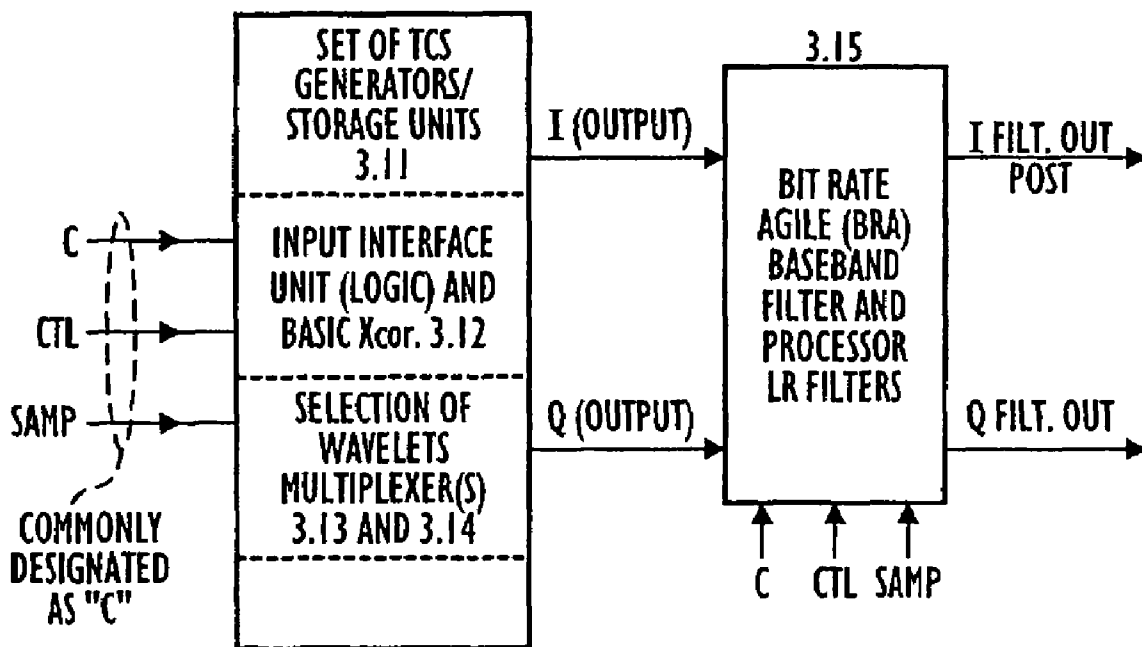 SET OF TCS
GENERATORS/
STORAGE UNITS
3.11
INPUT INTERFACE
UNIT (LOGIC) AND
BASIC Xcor. 3.12
SELECTION OF
WAVELETS
MULTIPLEXER(S)
3.13 AND 3.14
C
CTL
SAMP
COMMONLY
DESIGNATED
AS "C"
I (OUTPUT)
Q (OUTPUT)
3.15
BIT RATE
AGILE (BRA)
BASEBAND
FILTER AND
PROCESSOR
LR FILTERS
C CTL SAMP
I FILT. OUT
POST
Q FILT. OUT